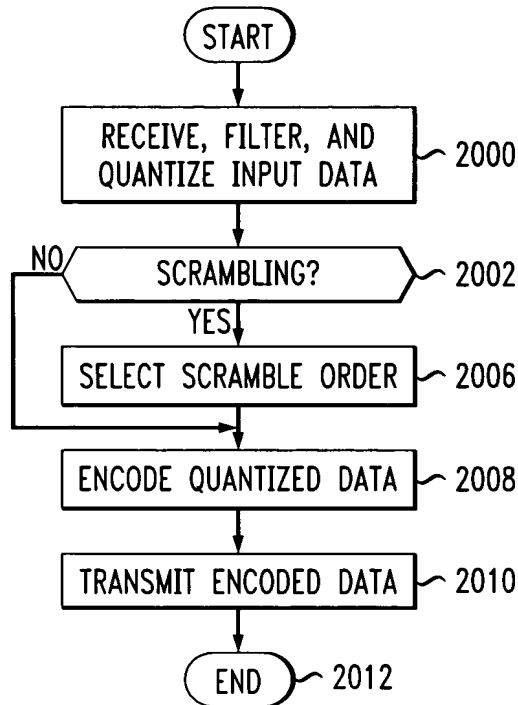 START
RECEIVE, FILTER, AND
QUANTIZE INPUT DATA
2000
NO
SCRAMBLING?
2002
YES
SELECT SCRAMBLE ORDER
2006
ENCODE QUANTIZED DATA
2008
TRANSMIT ENCODED DATA
2010
END
2012